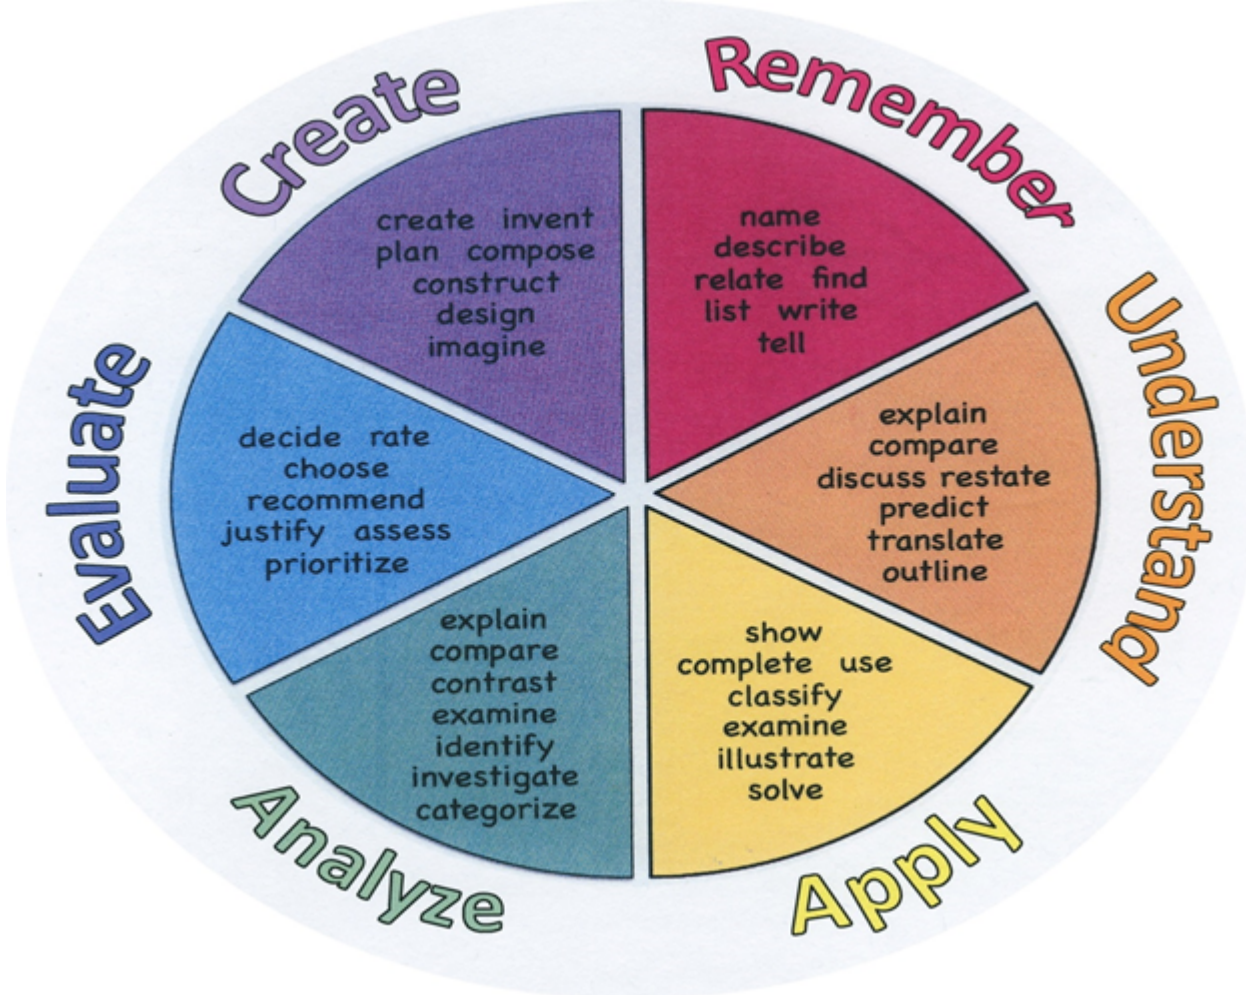 Create
create invent
plan compose
construct
design
imagine
Remember
name
describe
relate find
list write
tell
Understand
explain
compare
discuss restate
predict
translate
outline
Apply
show
complete use
classify
examine
illustrate
solve
Analyze
explain
compare
contrast
examine
identify
investigate
categorize
Evaluate
decide rate
choose
recommend
justify assess
prioritize